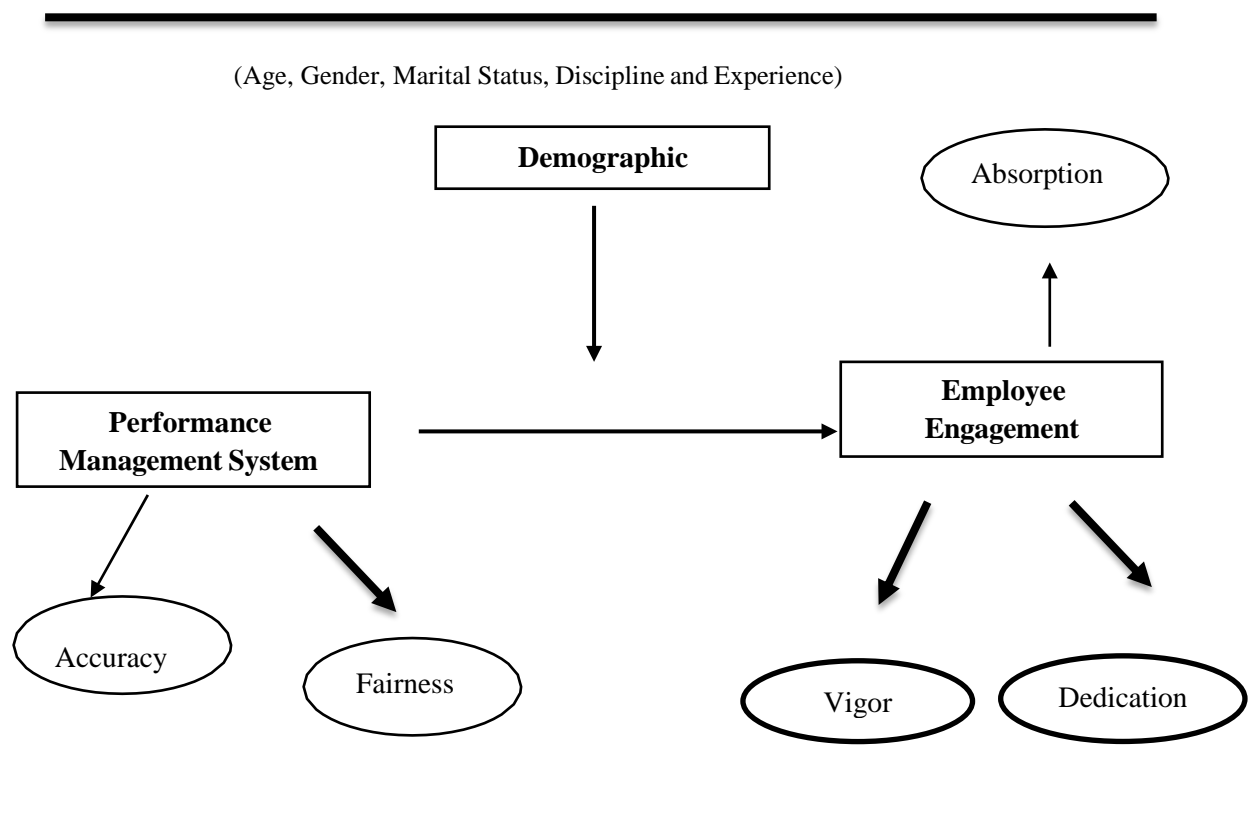 (Age, Gender, Marital Status, Discipline and Experience)
Demographic
Absorption
Employee
Engagement
Performance
Management System
Accuracy
Fairness
Vigor
Dedication